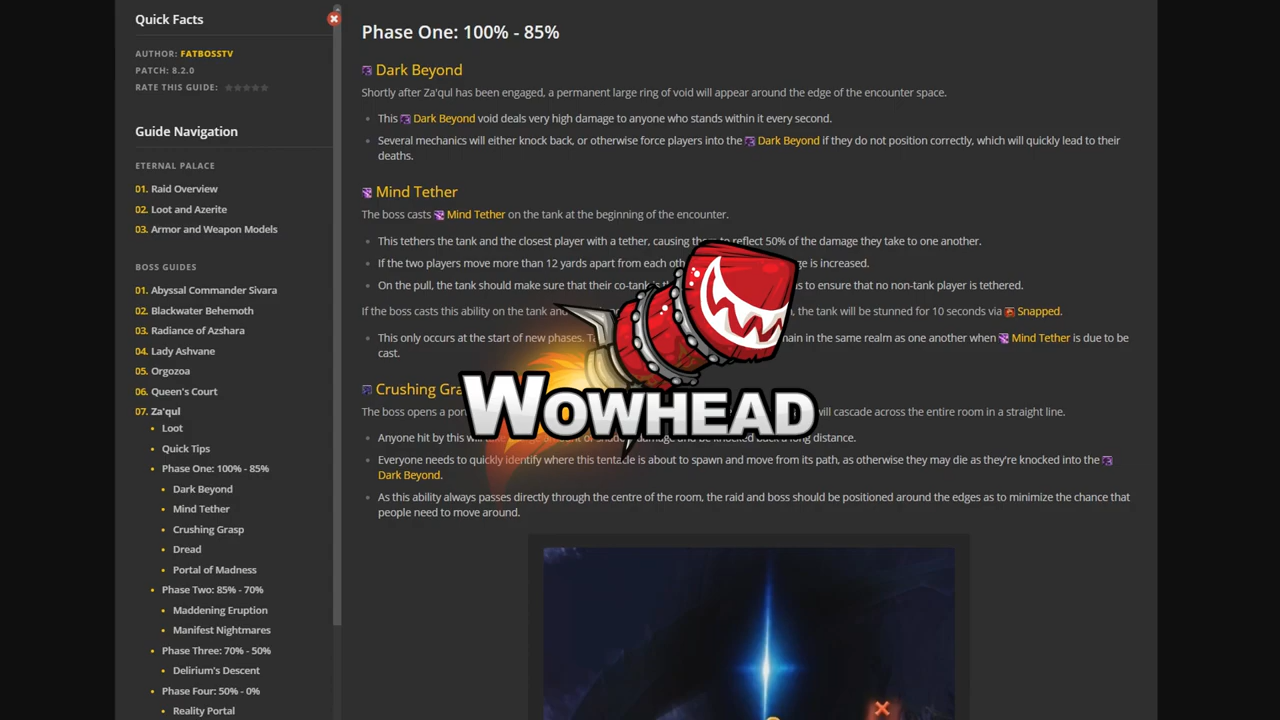 Quick Facts
AUTHOR: FATBOSSTV
PATCH: 8.2.0
RATE THIS GUIDE:
Guide Navigation
ETERNAL PALACE
01. Raid Overview
02. Loot and Azerite
03. Armor and Weapon Models
BOSS GUIDES
01. Abyssal Commander Sivara
02. Blackwater Behemoth
03. Radiance of Azshara
04. Lady Ashvane
05. Orgozoa
06. Queen's Court
07. Za'qul
Loot
Quick Tips
Phase One: 100% - 85%
Dark Beyond
Mind Tether
Crushing Grasp
Dread
Portal of Madness
Phase Two: 85% - 70%
Maddening Eruption
Manifest Nightmares
Phase Three: 70% - 50%
Delirium's Descent
Phase Four: 50% - 0%
Reality Portal
Phase One: 100% - 85%
Dark Beyond
Shortly after Za'qul has been engaged, a permanent large ring of void will appear around the edge of the encounter space.
This Dark Beyond void deals very high damage to anyone who stands within it every second.
Several mechanics will either knock back, or otherwise force players into the Dark Beyond if they do not position correctly, which will quickly lead to their
deaths.
Mind Tether
The boss casts Mind Tether on the tank at the beginning of the encounter.
This tethers the tank and the closest player with a tether, causing them to reflect 50% of the damage they take to one another.
If the two players move more than 12 yards apart from each is increased.
On the pull, the tank should make sure that their co-tank is to ensure that no non-tank player is tethered.
If the boss casts this ability on the tank and , the tank will be stunned for 10 seconds via Snapped.
This only occurs at the start of new phases. in the same realm as one another when Mind Tether is due to be
cast.
Crushing
The boss opens a will cascade across the entire room in a straight line.
Anyone hit by this will damage and be knocked back a long distance.
Everyone needs to quickly identify where this tentacle is about to spawn and move from its path, as otherwise they may die as they're knocked into the
Dark Beyond.
As this ability always passes directly through the centre of the room, the raid and boss should be positioned around the edges as to minimize the chance that
people need to move around.
WOWHEAD